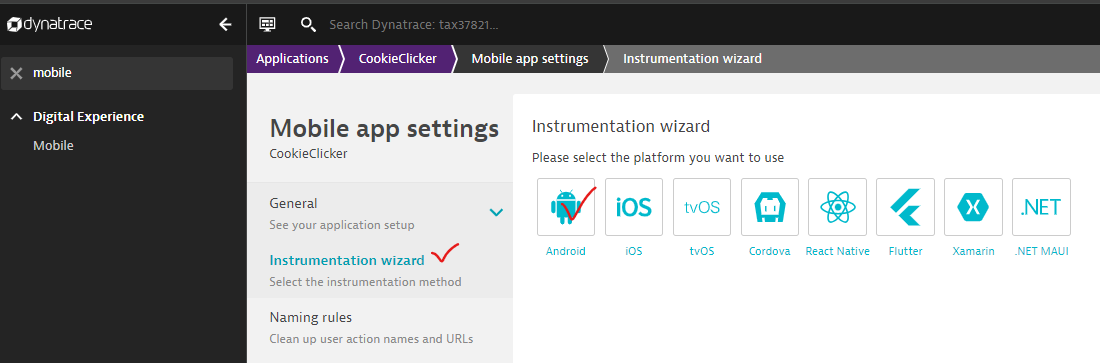 dynatrace
Search Dynatrace: tax37821...
mobile
Digital Experience
Mobile
Applications
CookieClicker
Mobile app settings
Instrumentation wizard
Mobile app settings
CookieClicker
General
See your application setup
Instrumentation wizard
Select the instrumentation method
Naming rules
Clean up user action names and URLs
Instrumentation wizard
Please select the platform you want to use
iOS
tvOS
.NET
Android
iOS
tvOS
Cordova
React Native
Flutter
Xamarin
.NET MAUI